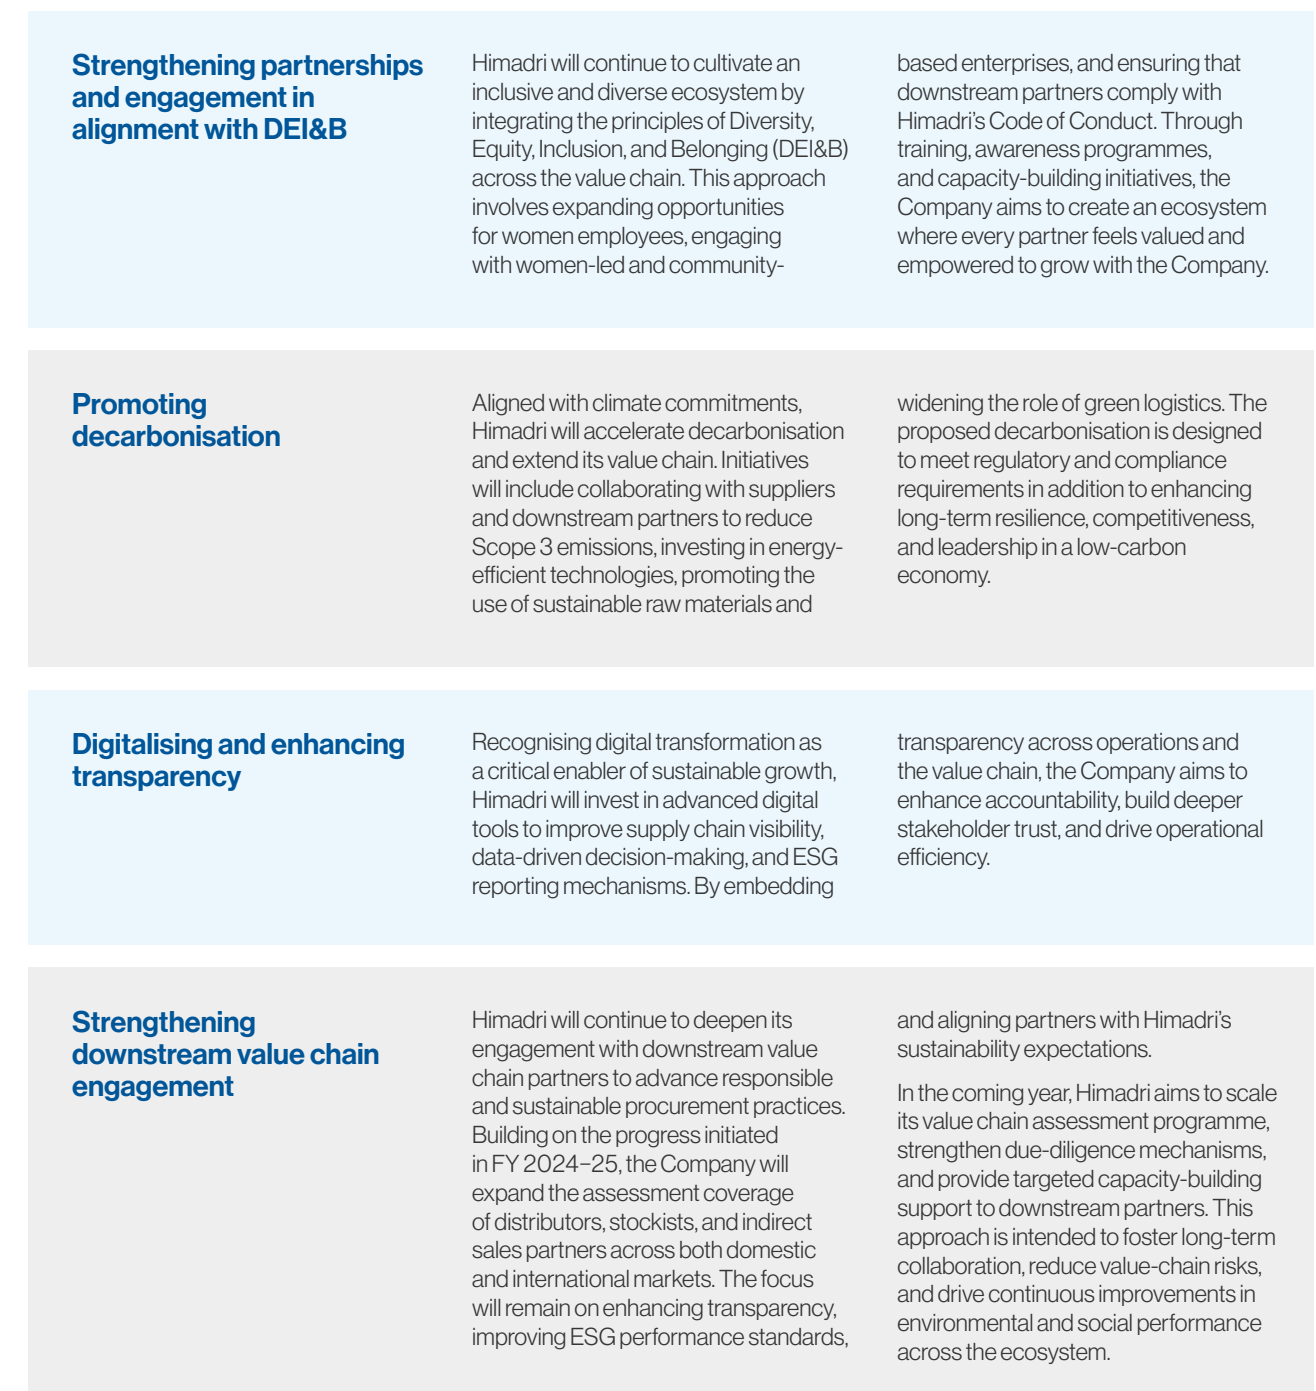 Strengthening partnerships
and engagement in
alignment with DEI&B
Himadri will continue to cultivate an
inclusive and diverse ecosystem by
integrating the principles of Diversity,
Equity, Inclusion, and Belonging (DEI&B)
across the value chain. This approach
involves expanding opportunities
for women employees, engaging
with women-led and community-
based enterprises, and ensuring that
downstream partners comply with
Himadri’s Code of Conduct. Through
training, awareness programmes,
and capacity-building initiatives, the
Company aims to create an ecosystem
where every partner feels valued and
empowered to grow with the Company.
Promoting
decarbonisation
Aligned with climate commitments,
Himadri will accelerate decarbonisation
and extend its value chain. Initiatives
will include collaborating with suppliers
and downstream partners to reduce
Scope 3 emissions, investing in energy-
efficient technologies, promoting the
use of sustainable raw materials and
widening the role of green logistics. The
proposed decarbonisation is designed
to meet regulatory and compliance
requirements in addition to enhancing
long-term resilience, competitiveness,
and leadership in a low-carbon
economy.
Digitalising and enhancing
transparency
Recognising digital transformation as
a critical enabler of sustainable growth,
Himadri will invest in advanced digital
tools to improve supply chain visibility,
data-driven decision-making, and ESG
reporting mechanisms. By embedding
transparency across operations and
the value chain, the Company aims to
enhance accountability, build deeper
stakeholder trust, and drive operational
efficiency.
Strengthening
downstream value chain
engagement
Himadri will continue to deepen its
engagement with downstream value
chain partners to advance responsible
and sustainable procurement practices.
Building on the progress initiated
in FY 2024–25, the Company will
expand the assessment coverage
of distributors, stockists, and indirect
sales partners across both domestic
and international markets. The focus
will remain on enhancing transparency,
improving ESG performance standards,
and aligning partners with Himadri’s
sustainability expectations.
In the coming year, Himadri aims to scale
its value chain assessment programme,
strengthen due-diligence mechanisms,
and provide targeted capacity-building
support to downstream partners. This
approach is intended to foster long-term
collaboration, reduce value-chain risks,
and drive continuous improvements in
environmental and social performance
across the ecosystem.